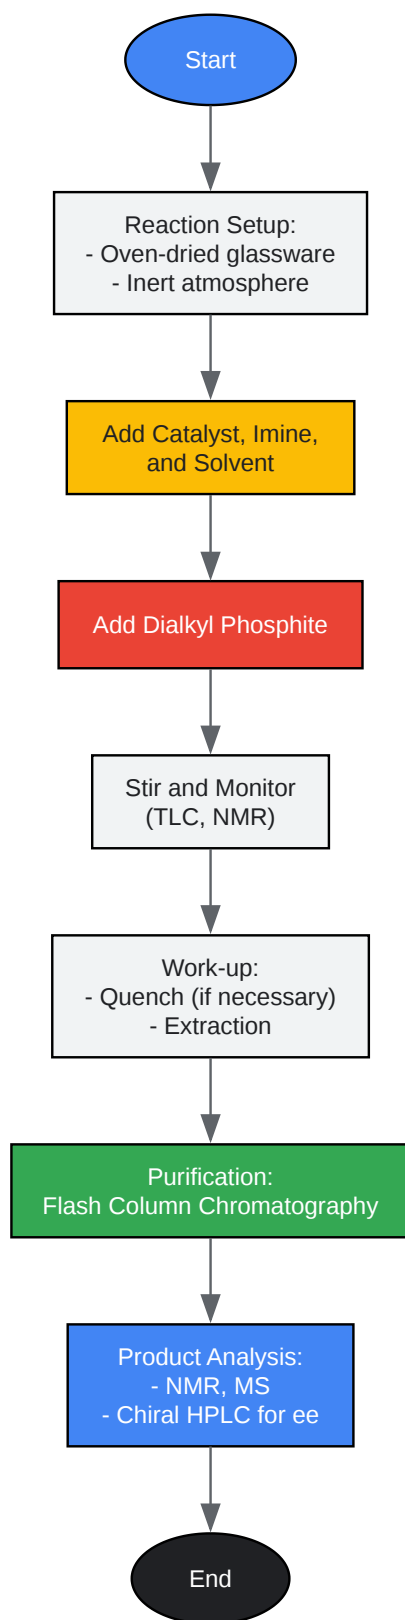 Start
Reaction Setup:
- Oven-dried glassware
- Inert atmosphere
Add Catalyst, Imine,
and Solvent
Add Dialkyl Phosphite
Stir and Monitor
(TLC, NMR)
Work-up:
- Quench (if necessary)
- Extraction
Purification:
Flash Column Chromatography
Product Analysis:
- NMR, MS
- Chiral HPLC for ee
End